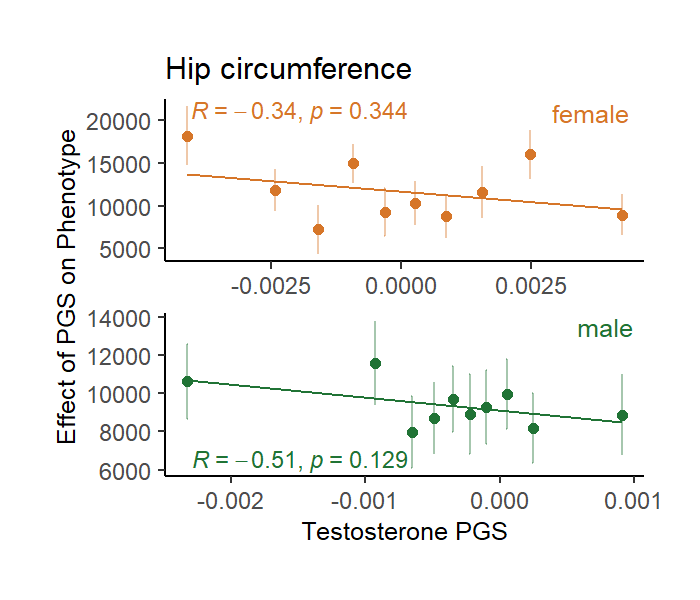 Hip circumference
Effect of PGS on Phenotype
R = −0.34, p = 0.344
female
20000
15000
10000
5000
-0.0025 0.0000 0.0025
male
14000
12000
10000
8000
6000
R = −0.51, p = 0.129
-0.002 -0.001 0.000 0.001
Testosterone PGS